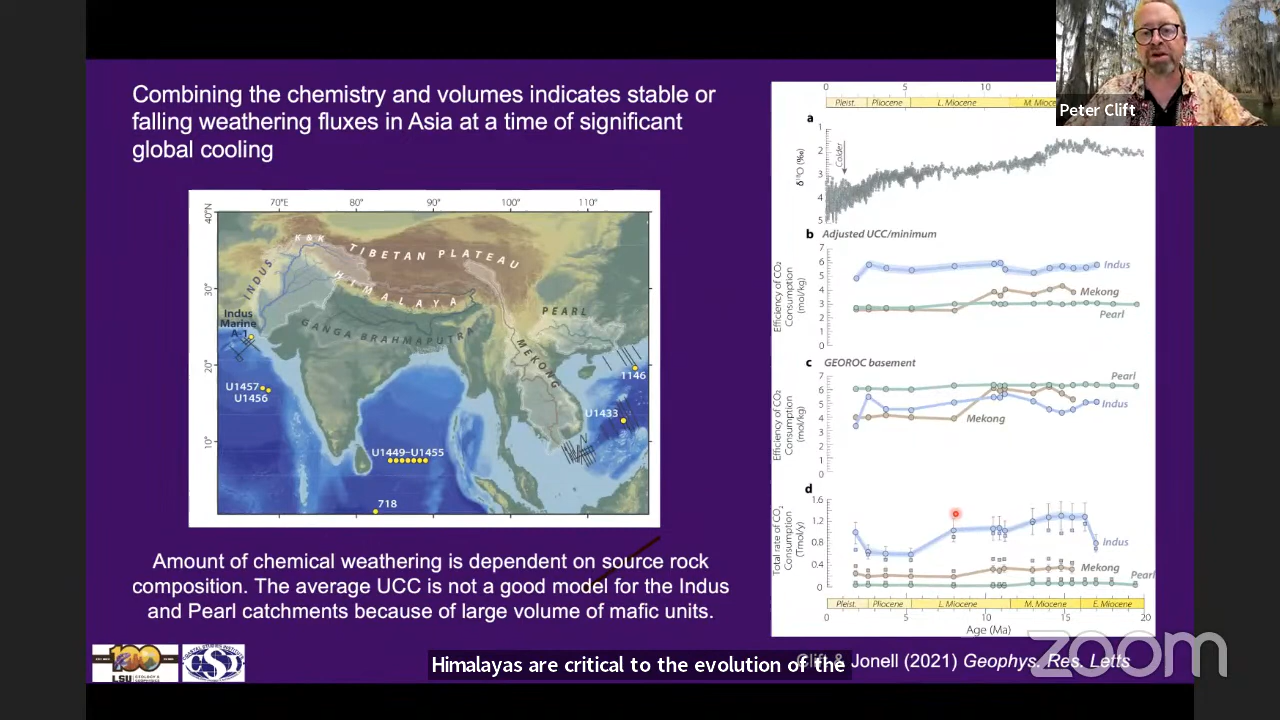 Combining the chemistry and volumes indicates stable or
falling weathering fluxes in Asia at a time of significant
global cooling
Peter Clift
70°E 80° 90° 100° 110°
40°N
30°
20°
10°
K & K
TIBETAN PLATEAU
INDUS
HIMALAYA
Indus
Marine
A-1
GANGA BRAHMAPUTRA
PEARL
MEKONG
1146
U1457
U1456
U1433
U1449-U1455
718
0 5 10
Pleist. Pliocene L. Miocene M. Miocene
a
δ18O (‰)
1
2
3
4
5
Calder
b Adjusted UCC/minimum
Efficiency of CO2
Consumption
(mol/kg)
7
6
5
4
3
2
1
0
Indus
Mekong
Pearl
c GEOROC basement
Efficiency of CO2
Consumption
(mol/kg)
7
6
5
4
3
2
1
0
Pearl
Indus
Mekong
d
Total rate of CO2
Consumption
(Tmol/y)
1.6
1.2
0.8
0.4
0
Indus
Mekong
Pearl
Pleist. Pliocene L. Miocene M. Miocene E. Miocene
0 5 10 15 20
Age (Ma)
Amount of chemical weathering is dependent on source rock
composition. The average UCC is not a good model for the Indus
and Pearl catchments because of large volume of mafic units.
100
LSU
CSI
Clift & Jonell (2021) Geophys. Res. Letts
Himalayas are critical to the evolution of the
zoom